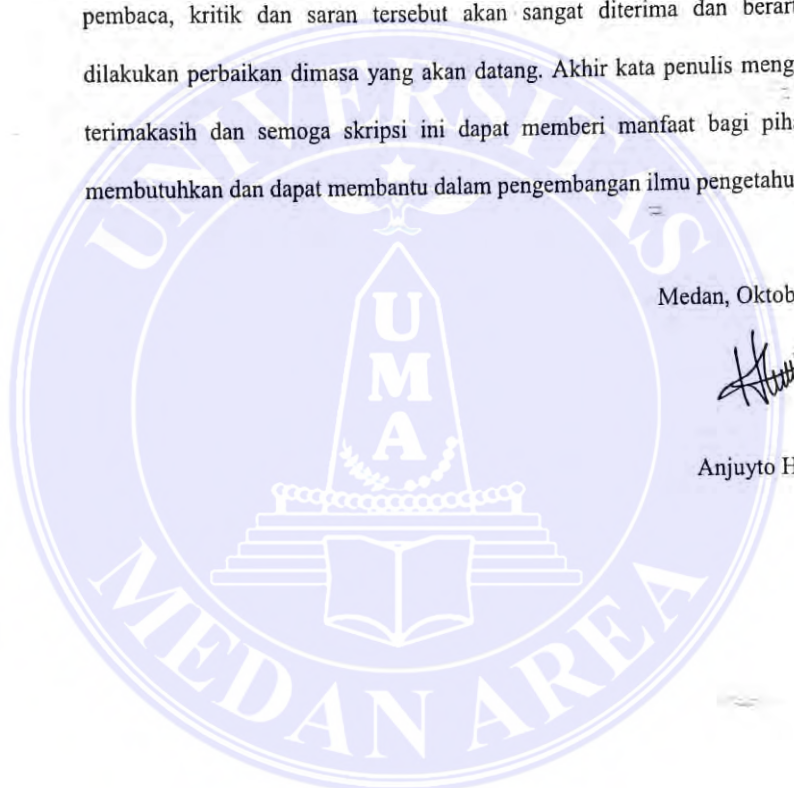 pembaca, kritik dan saran tersebut akan sangat diterima dan berart
dilakukan perbaikan dimasa yang akan datang. Akhir kata penulis meng
terimakasih dan semoga skripsi ini dapat memberi manfaat bagi piha
membutuhkan dan dapat membantu dalam pengembangan ilmu pengetahu
Medan, Oktob
Anjuyto H
UNIVERSITAS
UMA
MEDAN AREA